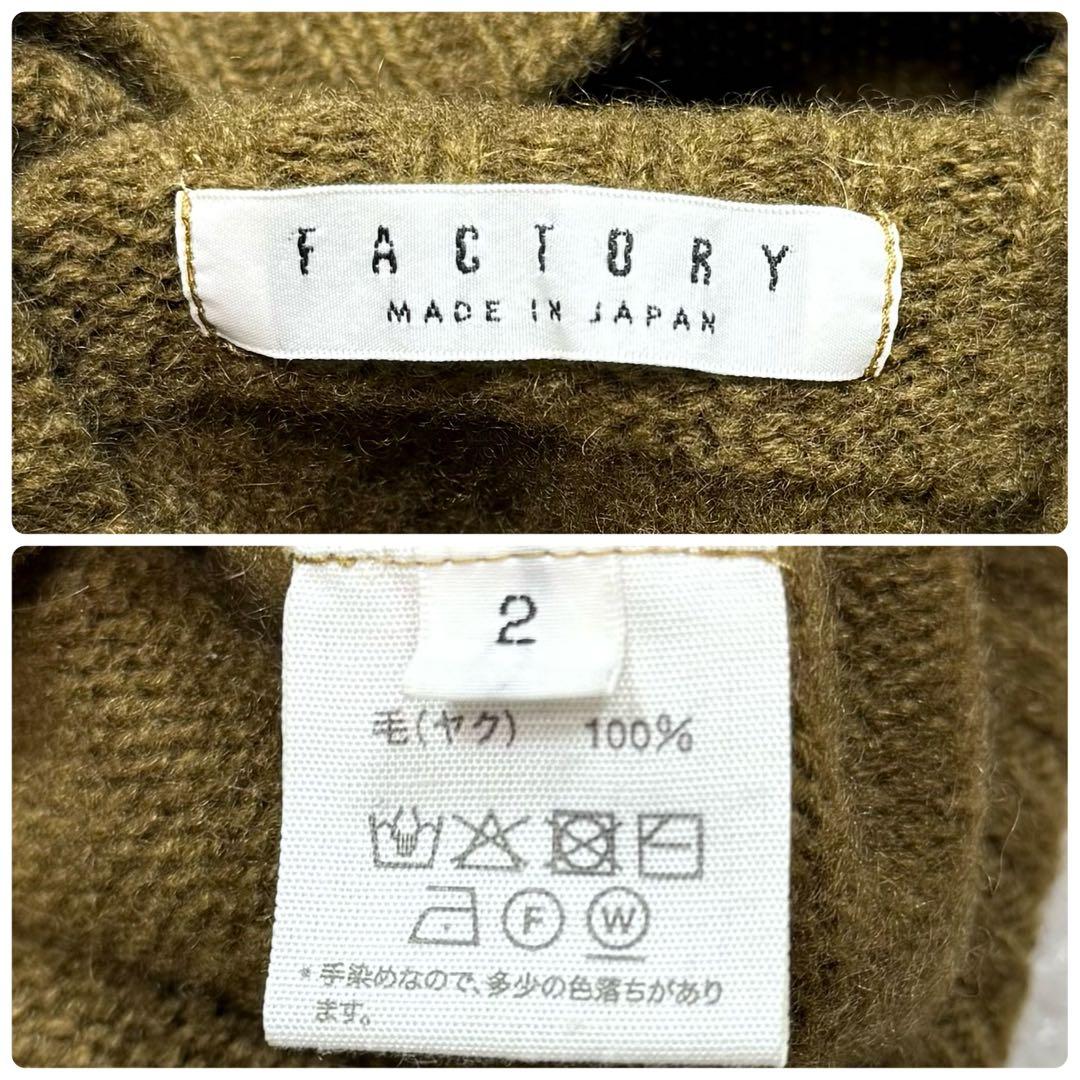 FACTORY
MADE IN JAPAN
2
毛(ヤク) 100%
F W
* 手染めなので、多少の色落ちがあり
ます。